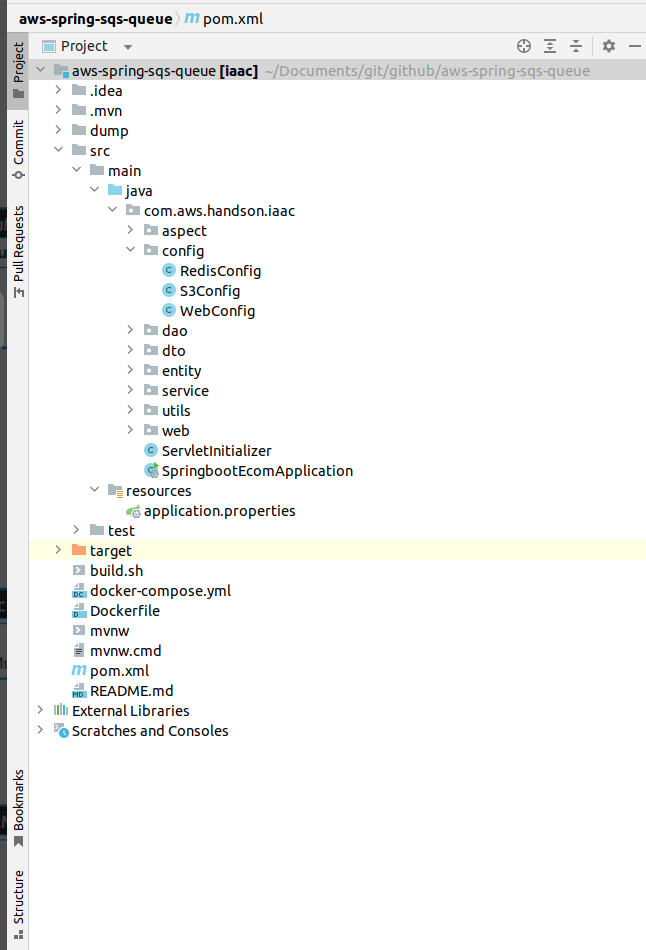 aws-spring-sqs-queue pom.xml
Project
aws-spring-sqs-queue [iaac] ~/Documents/git/github/aws-spring-sqs-queue
.idea
.mvn
dump
src
main
java
com.aws.handson.iaac
aspect
config
C RedisConfig
C S3Config
C WebConfig
dao
dto
entity
service
utils
web
C ServletInitializer
C SpringbootEcomApplication
resources
application.properties
test
target
build.sh
DC docker-compose.yml
D Dockerfile
mvnw
mvnw.cmd
m pom.xml
MD README.md
External Libraries
Scratches and Consoles
Project
Commit
Pull Requests
Bookmarks
Structure